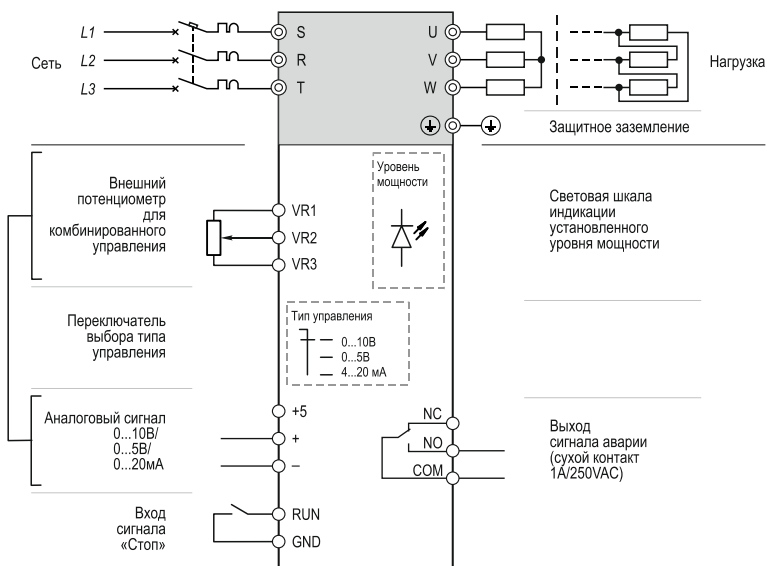 L1
S
U
Сеть
L2
R
V
Нагрузка
L3
T
W
Защитное заземление
Внешний
потенциометр
для
комбинированного
управления
VR1
VR2
VR3
Уровень
мощности
Световая шкала
индикации
установленного
уровня мощности
Переключатель
выбора типа
управления
Тип управления
0...10В
0...5В
4...20 мА
Аналоговый сигнал
0...10В/
0...5В/
0...20мА
+5
+
–
NC
NO
COM
Выход
сигнала аварии
(сухой контакт
1А/250VAC)
Вход
сигнала
«Стоп»
RUN
GND